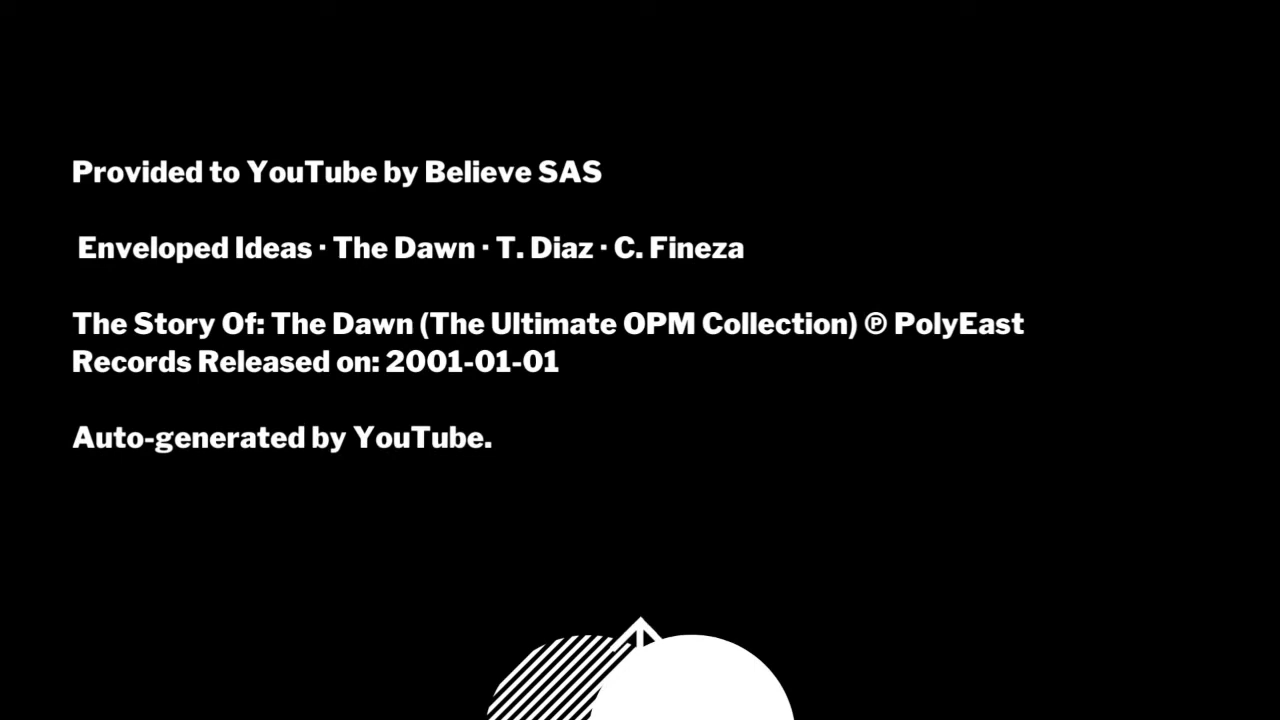 Provided to YouTube by Believe SAS
Enveloped Ideas · The Dawn · T. Diaz · C. Fineza
The Story Of: The Dawn (The Ultimate OPM Collection) ℗ PolyEast
Records Released on: 2001-01-01
Auto-generated by YouTube.